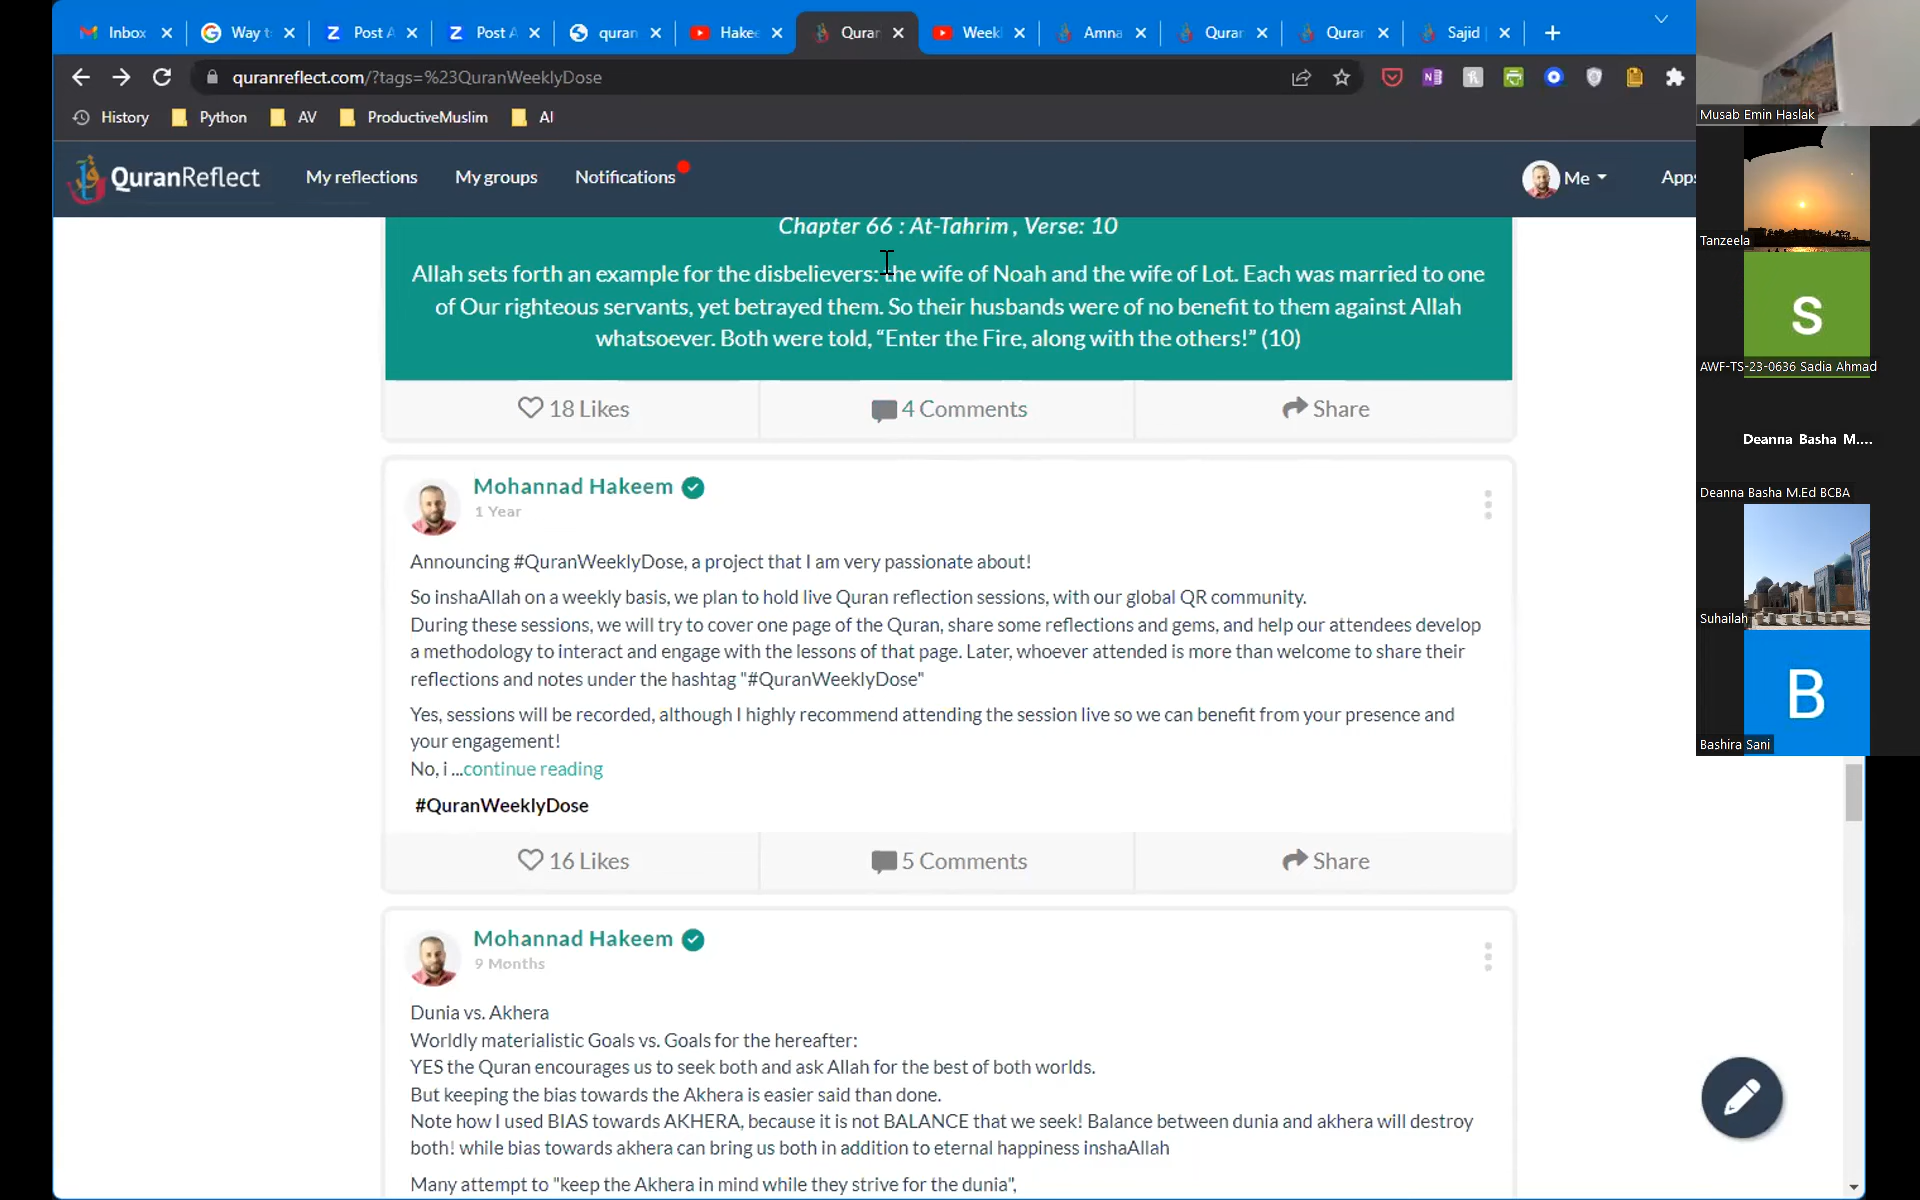 Inbox
Way t
Post A
Post A
quran
Hake
Quran
Week
Amna
Quran
Quran
Sajid
quranreflect.com/?tags=%23QuranWeeklyDose
History
Python
AV
ProductiveMuslim
AI
QuranReflect
My reflections
My groups
Notifications
Me
Apps
Chapter 66 : At-Tahrim , Verse: 10
Allah sets forth an example for the disbelievers: the wife of Noah and the wife of Lot. Each was married to one
of Our righteous servants, yet betrayed them. So their husbands were of no benefit to them against Allah
whatsoever. Both were told, “Enter the Fire, along with the others!” (10)
18 Likes
4 Comments
Share
Mohannad Hakeem
1 Year
Announcing #QuranWeeklyDose, a project that I am very passionate about!
So inshaAllah on a weekly basis, we plan to hold live Quran reflection sessions, with our global QR community.
During these sessions, we will try to cover one page of the Quran, share some reflections and gems, and help our attendees develop
a methodology to interact and engage with the lessons of that page. Later, whoever attended is more than welcome to share their
reflections and notes under the hashtag "#QuranWeeklyDose"
Yes, sessions will be recorded, although I highly recommend attending the session live so we can benefit from your presence and
your engagement!
No, i ...continue reading
#QuranWeeklyDose
16 Likes
5 Comments
Share
Mohannad Hakeem
9 Months
Dunia vs. Akhera
Worldly materialistic Goals vs. Goals for the hereafter:
YES the Quran encourages us to seek both and ask Allah for the best of both worlds.
But keeping the bias towards the Akhera is easier said than done.
Note how I used BIAS towards AKHERA, because it is not BALANCE that we seek! Balance between dunia and akhera will destroy
both! while bias towards akhera can bring us both in addition to eternal happiness inshaAllah
Many attempt to "keep the Akhera in mind while they strive for the dunia",
Musab Emin Haslak
Tanzeela
S
AWF-TS-23-0636 Sadia Ahmad
Deanna Basha M....
Deanna Basha M.Ed BCBA
Suhailah
B
Bashira Sani